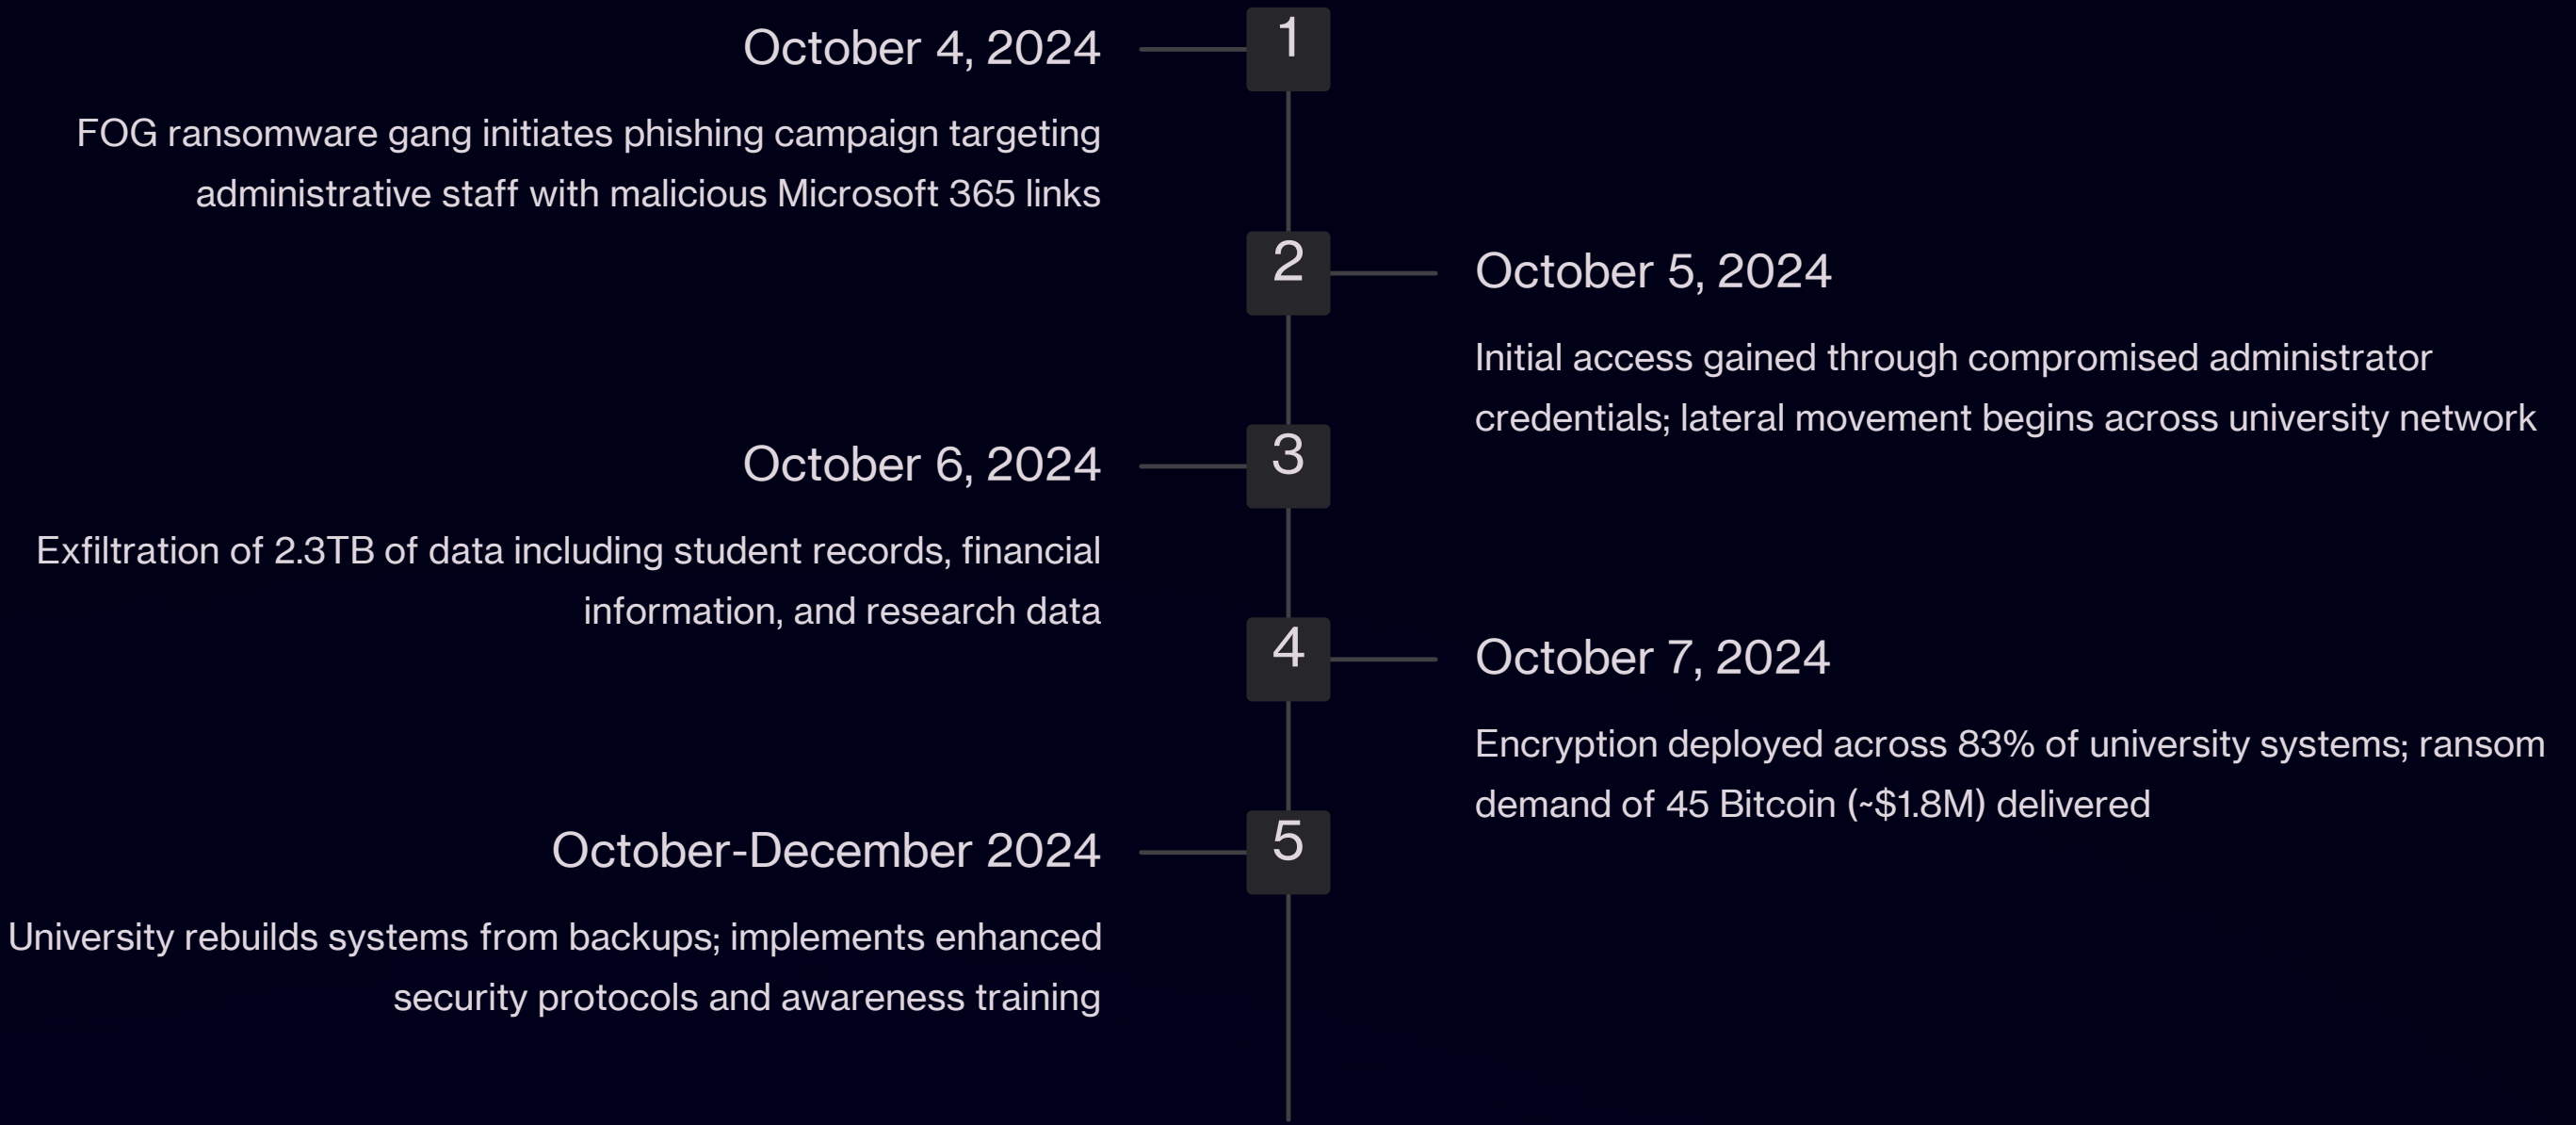 1
October 4, 2024
FOG ransomware gang initiates phishing campaign targeting
administrative staff with malicious Microsoft 365 links
2
October 5, 2024
Initial access gained through compromised administrator
credentials; lateral movement begins across university network
3
October 6, 2024
Exfiltration of 2.3TB of data including student records, financial
information, and research data
4
October 7, 2024
Encryption deployed across 83% of university systems; ransom
demand of 45 Bitcoin (~$1.8M) delivered
5
October-December 2024
University rebuilds systems from backups; implements enhanced
security protocols and awareness training